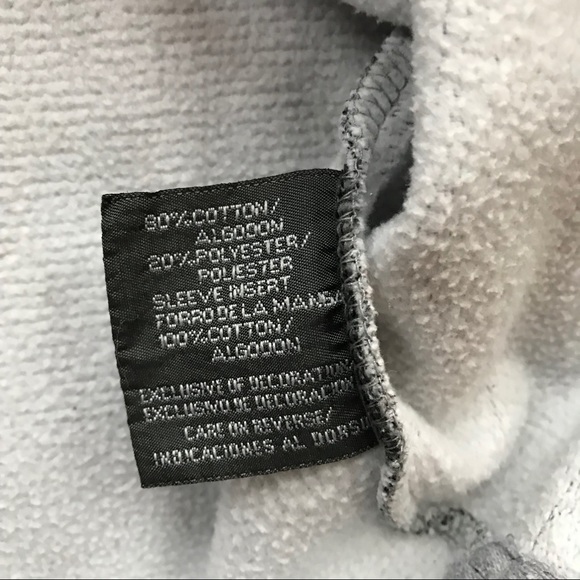 80% COTTON/
ALGODON
20% POLYESTER/
POLIESTER
SLEEVE INSERT
FORRO DE LA MANGA
100% COTTON/
ALGODON
EXCLUSIVE OF DECORATION
EXCLUSIVO DE DECORACION
CARE ON REVERSE/
INDICACIONES AL DORSO